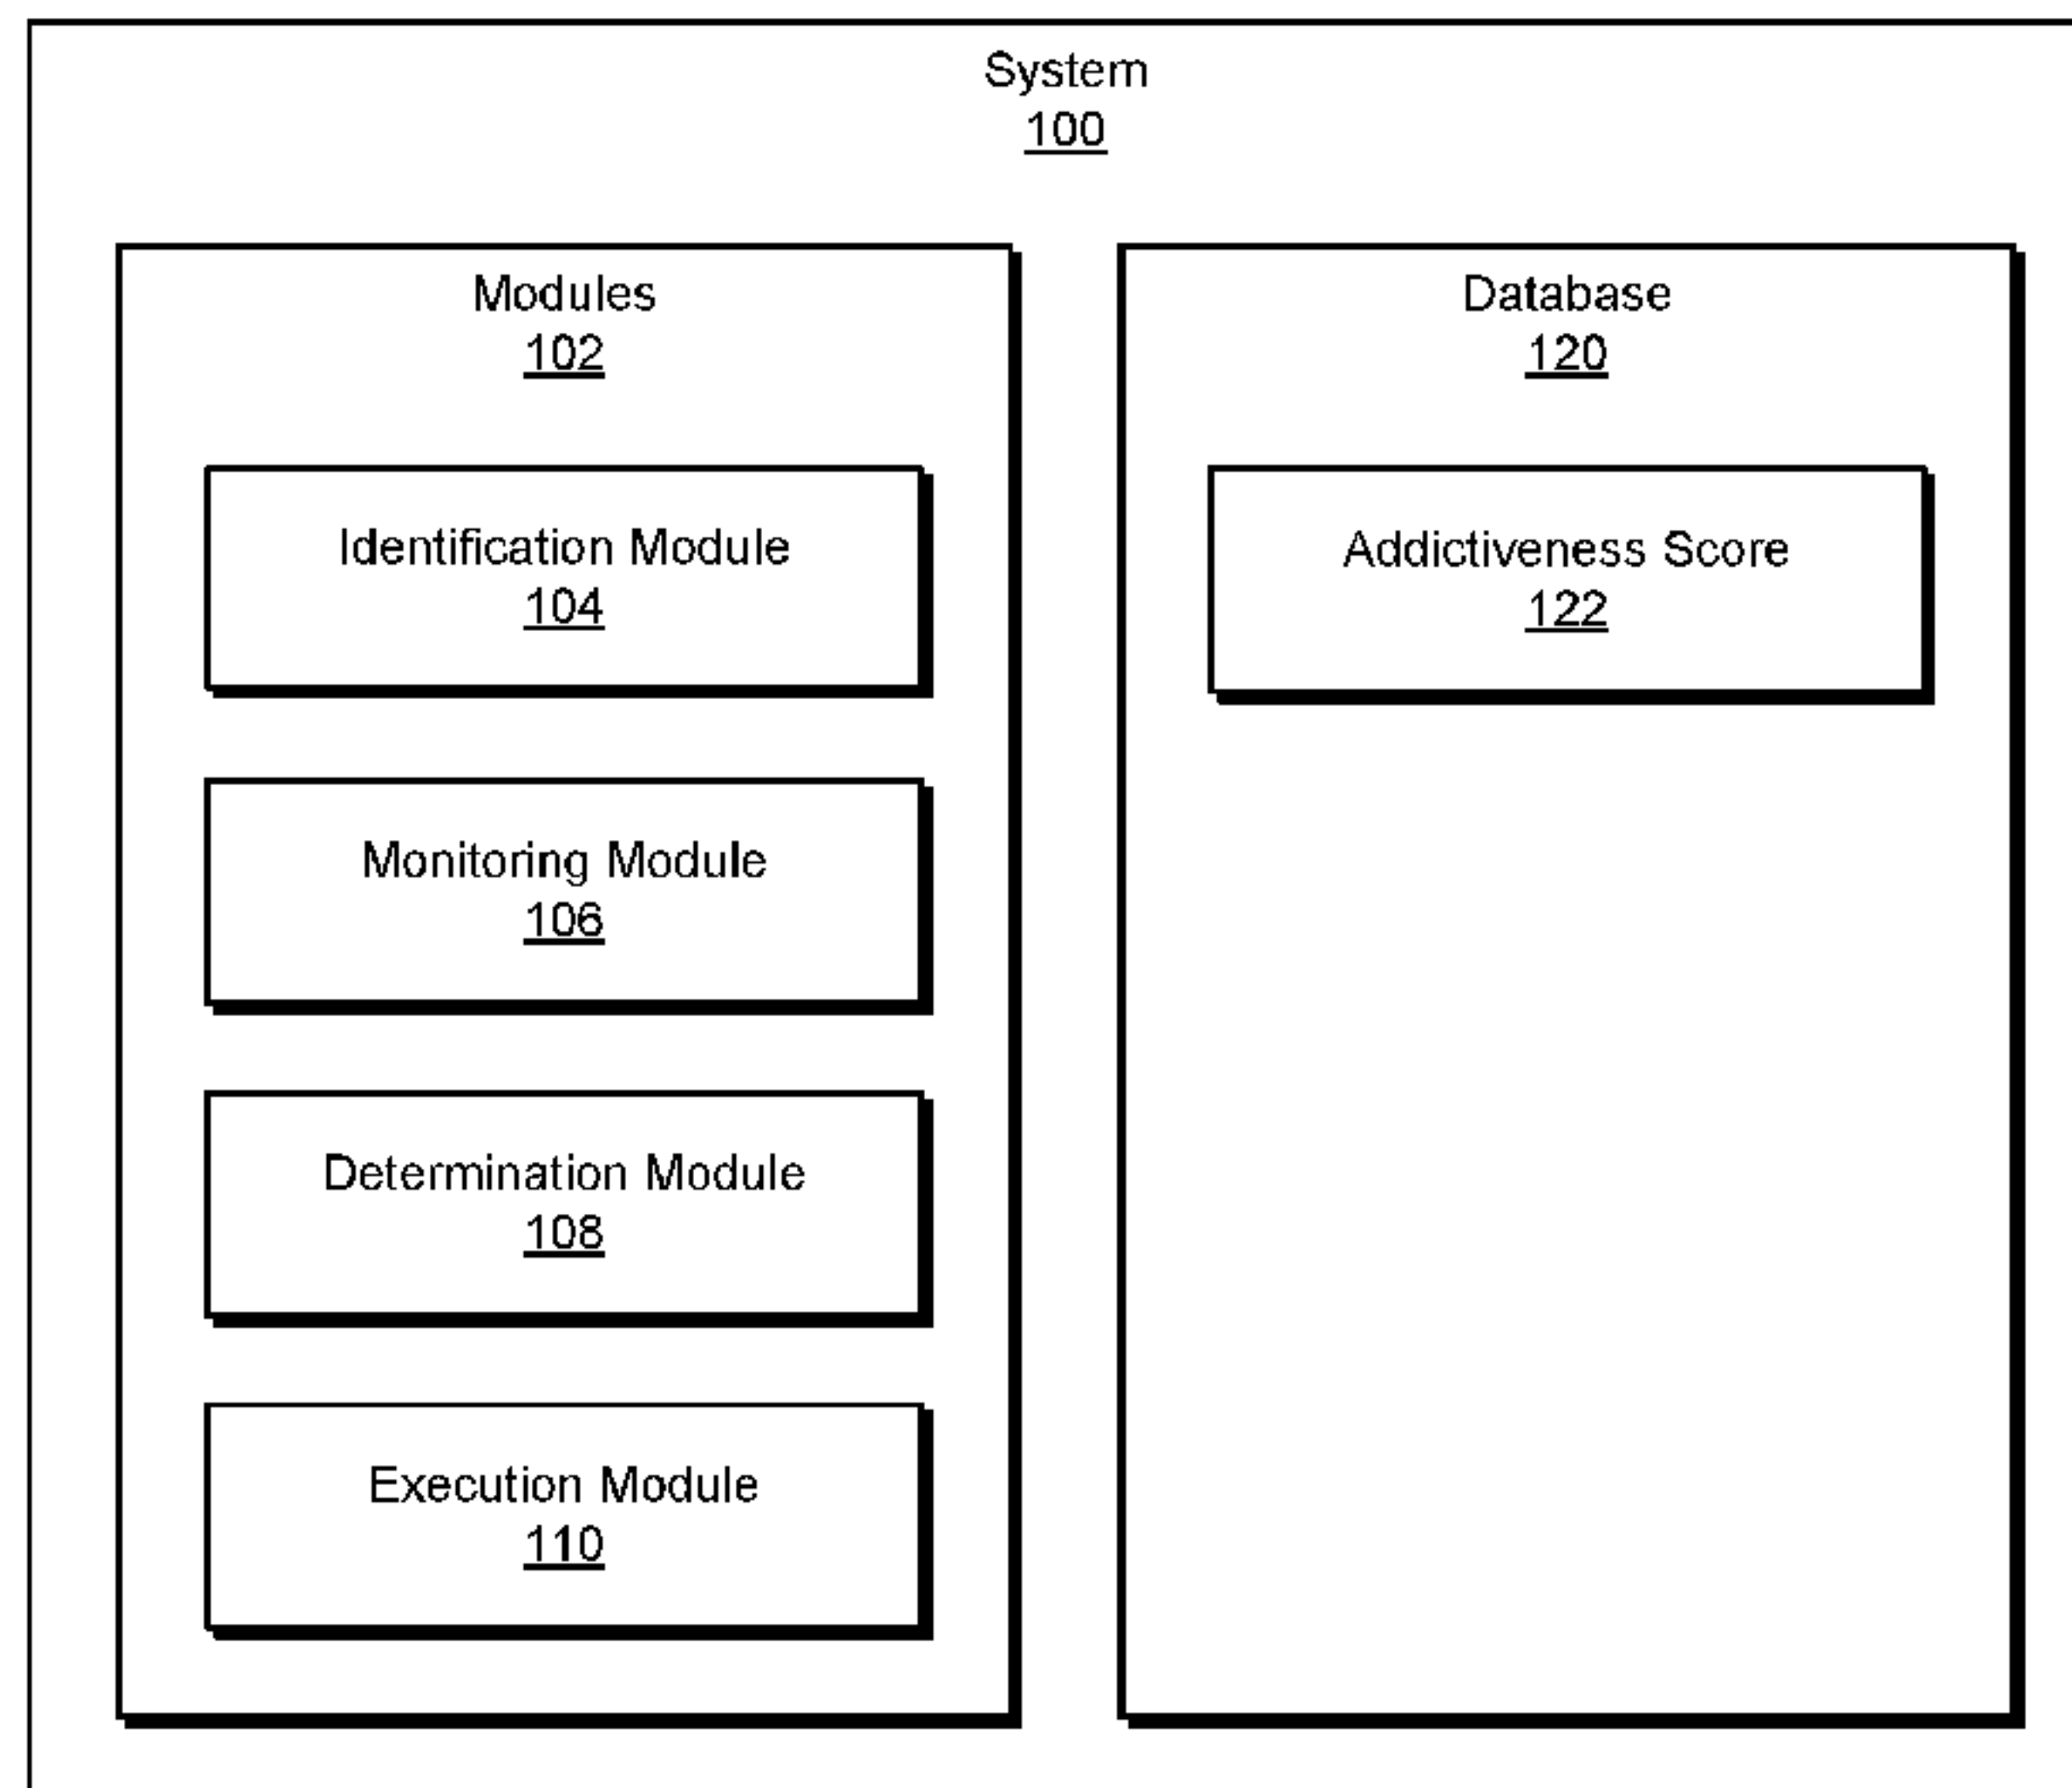 System
100
Modules
102
Identification Module
104
Monitoring Module
106
Determination Module
108
Execution Module
110
Database
120
Addictiveness Score
122